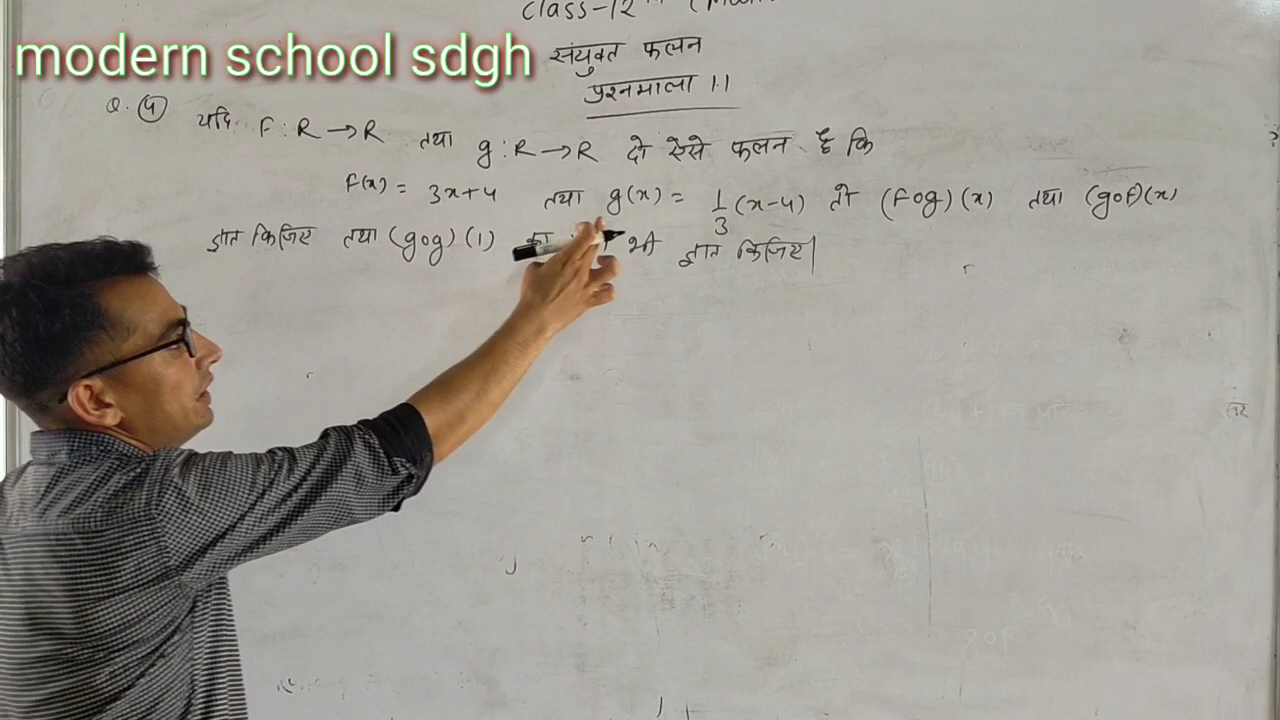 class-12th
modern school sdgh
संयुक्त फलन
प्रश्नमाला 1.1
Q. (4) यदि F : R → R तथा g : R → R दो ऐसे फलन है कि
F(x) = 3x+4 तथा g(x) = 1/3 (x-4) तो (Fog) (x) तथा (goF)(x)
ज्ञात किजिए तथा (gog) (1) का भी ज्ञात किजिए|